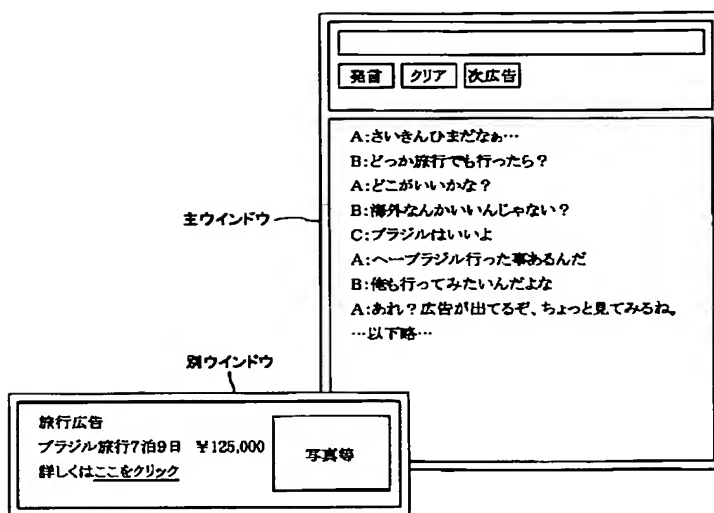 発言 クリア 次広告
A:さいきんひまだなぁ…
B:どっか旅行でも行ったら？
A:どこがいいかな？
B:海外なんかいいんじゃない？
C:ブラジルはいいよ
A:へーブラジル行った事あるんだ
B:俺も行ってみたいんだよな
A:あれ？広告が出てるぞ、ちょっと見てみるね。
…以下略…
主ウインドウ
別ウインドウ
旅行広告
ブラジル旅行7泊9日 ￥125,000
詳しくはここをクリック
写真等